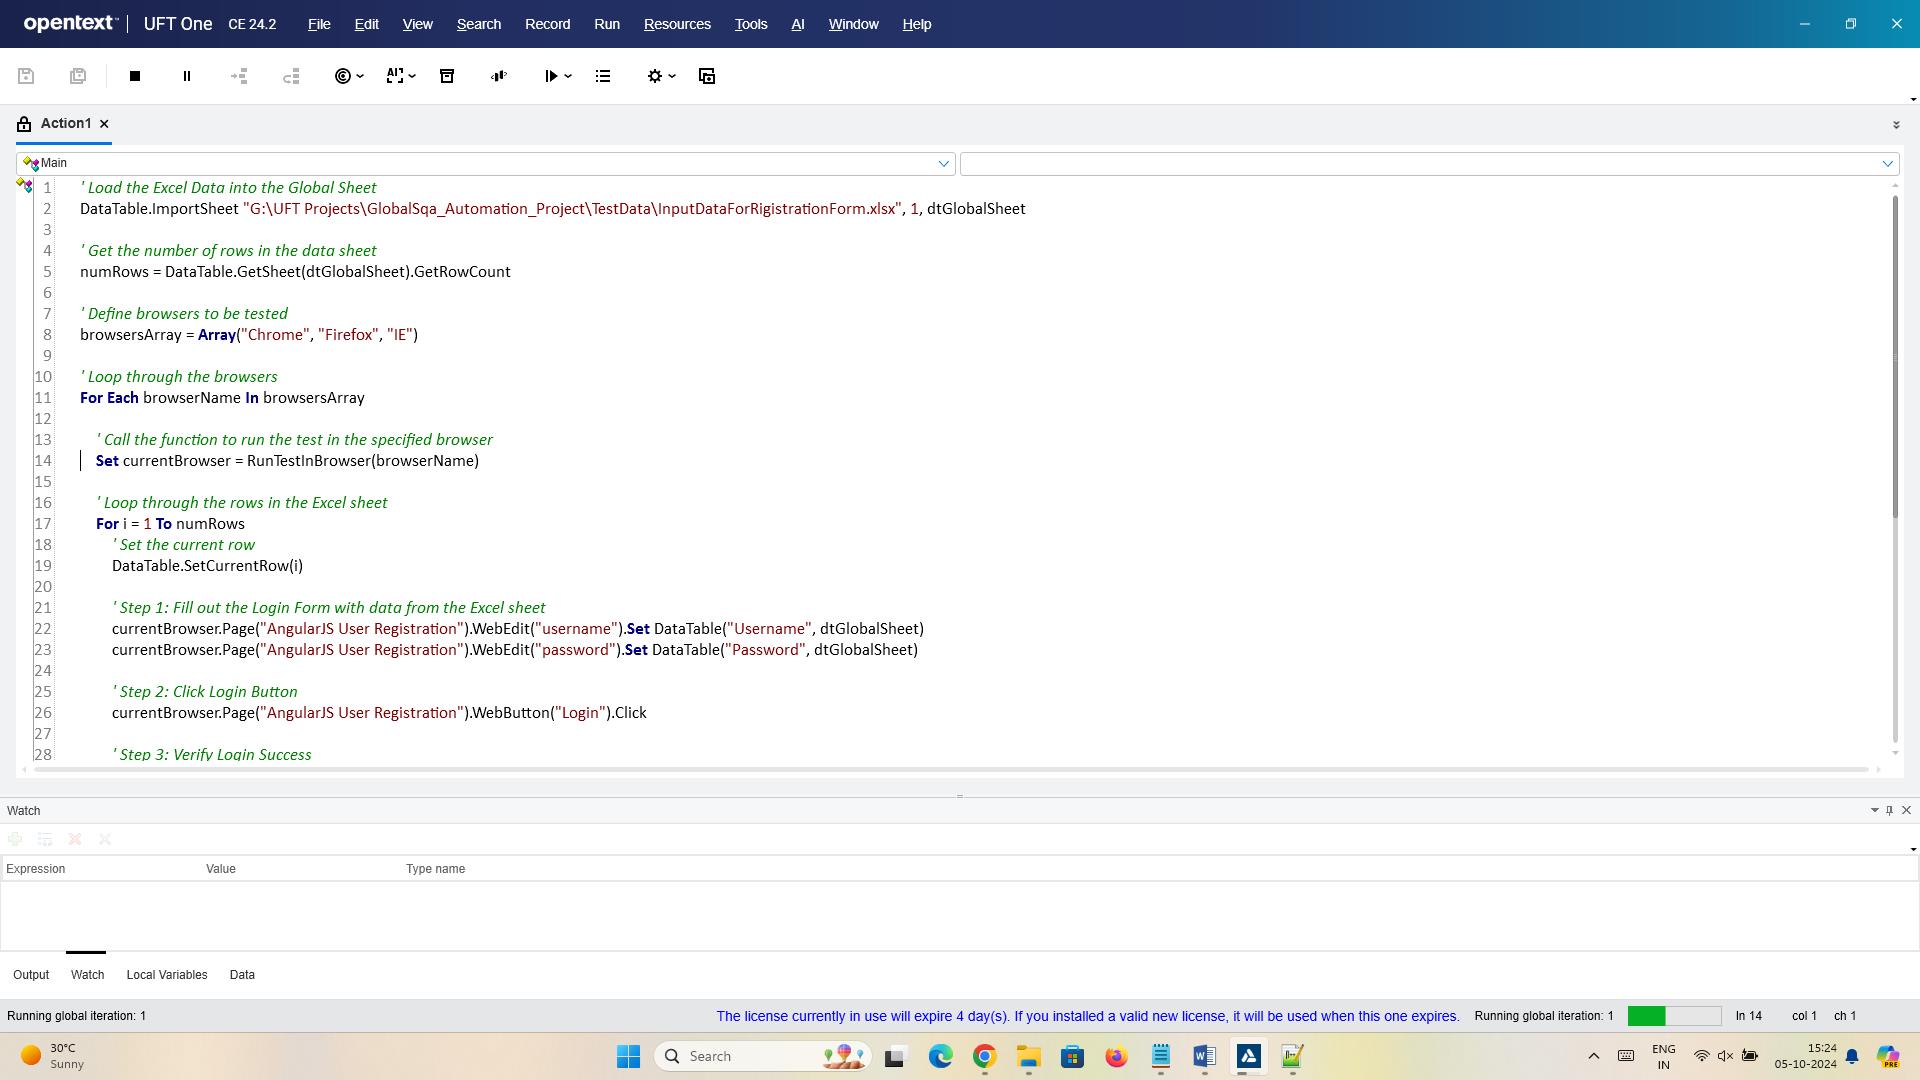 opentext™ | UFT One CE 24.2 File Edit View Search Record Run Resources Tools AI Window Help
AI
Action1
Main
1 ' Load the Excel Data into the Global Sheet
2 DataTable.ImportSheet "G:\UFT Projects\GlobalSqa_Automation_Project\TestData\InputDataForRigistrationForm.xlsx", 1, dtGlobalSheet
3
4 ' Get the number of rows in the data sheet
5 numRows = DataTable.GetSheet(dtGlobalSheet).GetRowCount
6
7 ' Define browsers to be tested
8 browsersArray = Array("Chrome", "Firefox", "IE")
9
10 ' Loop through the browsers
11 For Each browserName In browsersArray
12
13 ' Call the function to run the test in the specified browser
14 Set currentBrowser = RunTestInBrowser(browserName)
15
16 ' Loop through the rows in the Excel sheet
17 For i = 1 To numRows
18 ' Set the current row
19 DataTable.SetCurrentRow(i)
20
21 ' Step 1: Fill out the Login Form with data from the Excel sheet
22 currentBrowser.Page("AngularJS User Registration").WebEdit("username").Set DataTable("Username", dtGlobalSheet)
23 currentBrowser.Page("AngularJS User Registration").WebEdit("password").Set DataTable("Password", dtGlobalSheet)
24
25 ' Step 2: Click Login Button
26 currentBrowser.Page("AngularJS User Registration").WebButton("Login").Click
27
28 ' Step 3: Verify Login Success
Watch
Expression Value Type name
Output Watch Local Variables Data
Running global iteration: 1 The license currently in use will expire 4 day(s). If you installed a valid new license, it will be used when this one expires. Running global iteration: 1 ln 14 col 1 ch 1
30°C
Sunny
Search
ENG
IN
15:24
05-10-2024
PRE